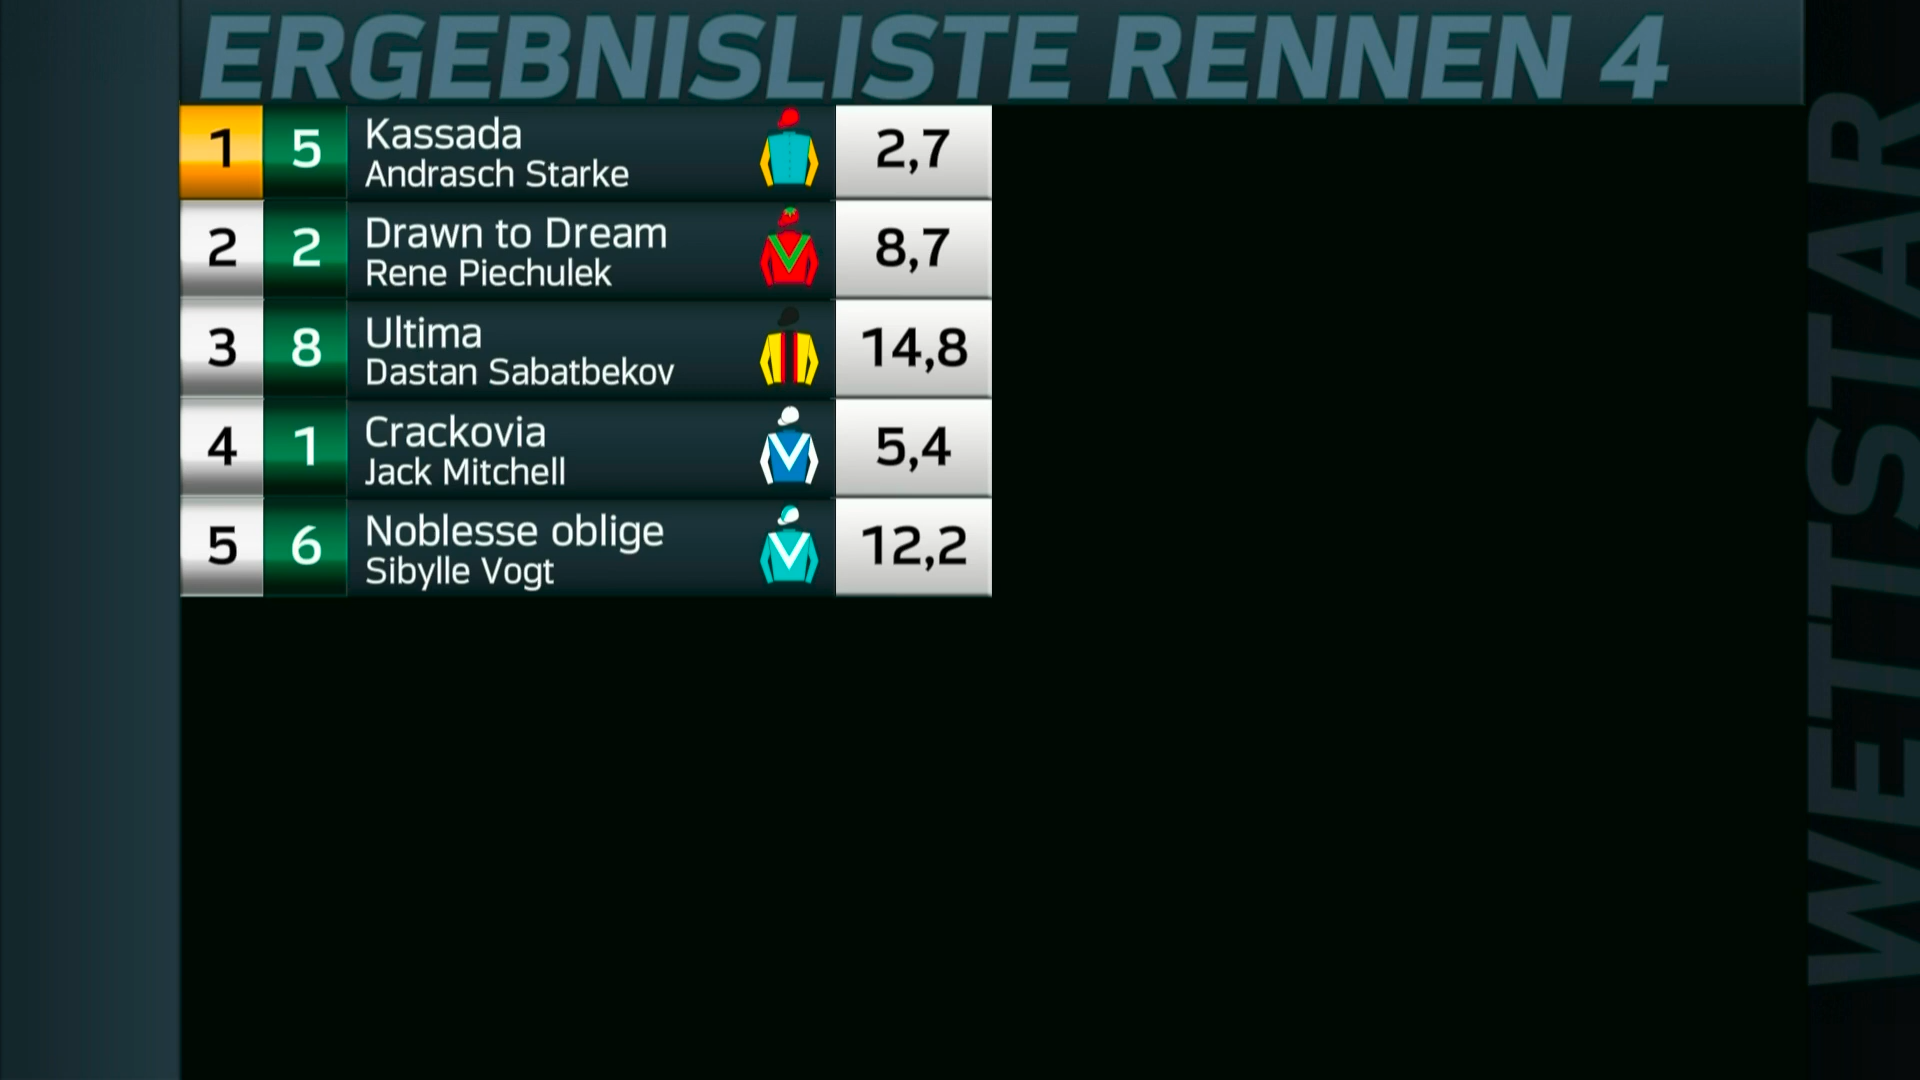 ERGEBNISLISTE RENNEN 4
1 5 Kassada 2,7
Andrasch Starke
2 2 Drawn to Dream 8,7
Rene Piechulek
3 8 Ultima 14,8
Dastan Sabatbekov
4 1 Crackovia 5,4
Jack Mitchell
5 6 Noblesse oblige 12,2
Sibylle Vogt
WETTSTAR